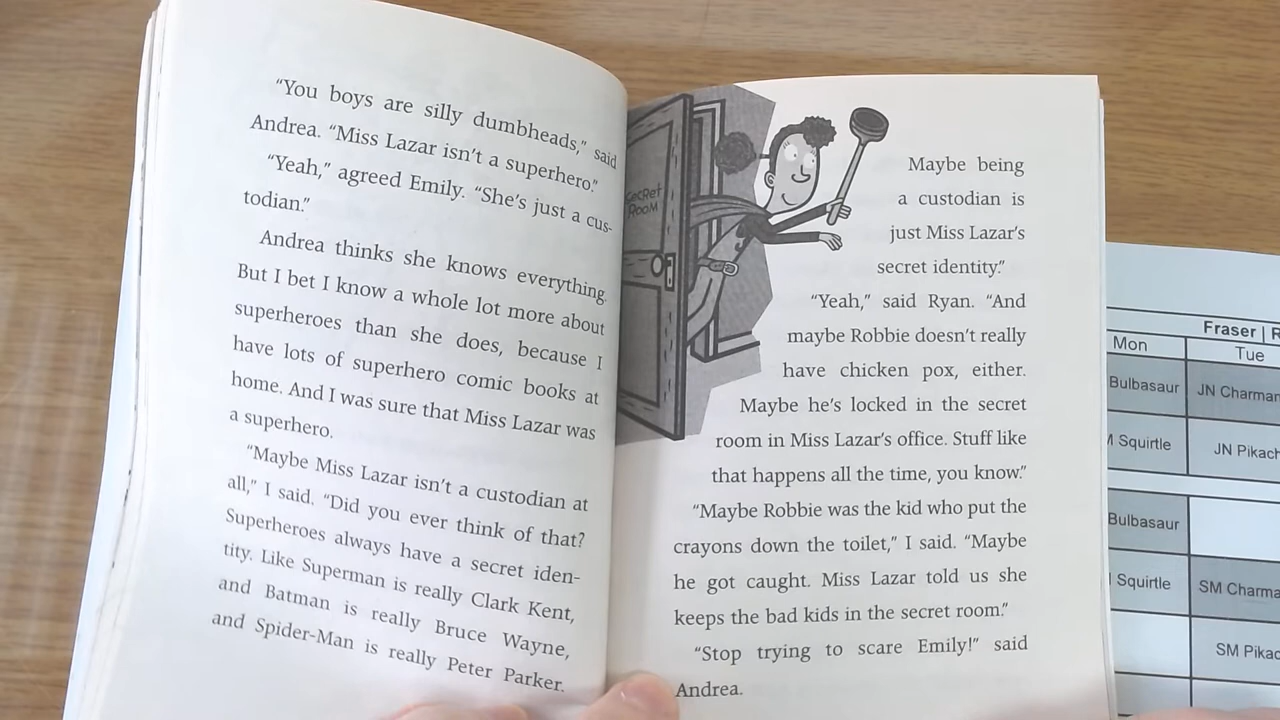 “You boys are silly dumbheads,” said
Andrea. “Miss Lazar isn’t a superhero.”
“Yeah,” agreed Emily. “She’s just a cus-
todian.”
Andrea thinks she knows everything.
But I bet I know a whole lot more about
superheroes than she does, because I
have lots of superhero comic books at
home. And I was sure that Miss Lazar was
a superhero.
“Maybe Miss Lazar isn’t a custodian at
all,” I said. “Did you ever think of that?
Superheroes always have a secret iden-
tity. Like Superman is really Clark Kent,
and Batman is really Bruce Wayne,
and Spider-Man is really Peter Parker.
SECRET
ROOM
Maybe being
a custodian is
just Miss Lazar’s
secret identity.”
“Yeah,” said Ryan. “And
maybe Robbie doesn’t really
have chicken pox, either.
Maybe he’s locked in the secret
room in Miss Lazar’s office. Stuff like
that happens all the time, you know.”
“Maybe Robbie was the kid who put the
crayons down the toilet,” I said. “Maybe
he got caught. Miss Lazar told us she
keeps the bad kids in the secret room.”
“Stop trying to scare Emily!” said
Andrea.
Fraser |
Mon Tue
Bulbasaur JN
Squirtle JN
Bulbasaur
Squirtle SM
SM